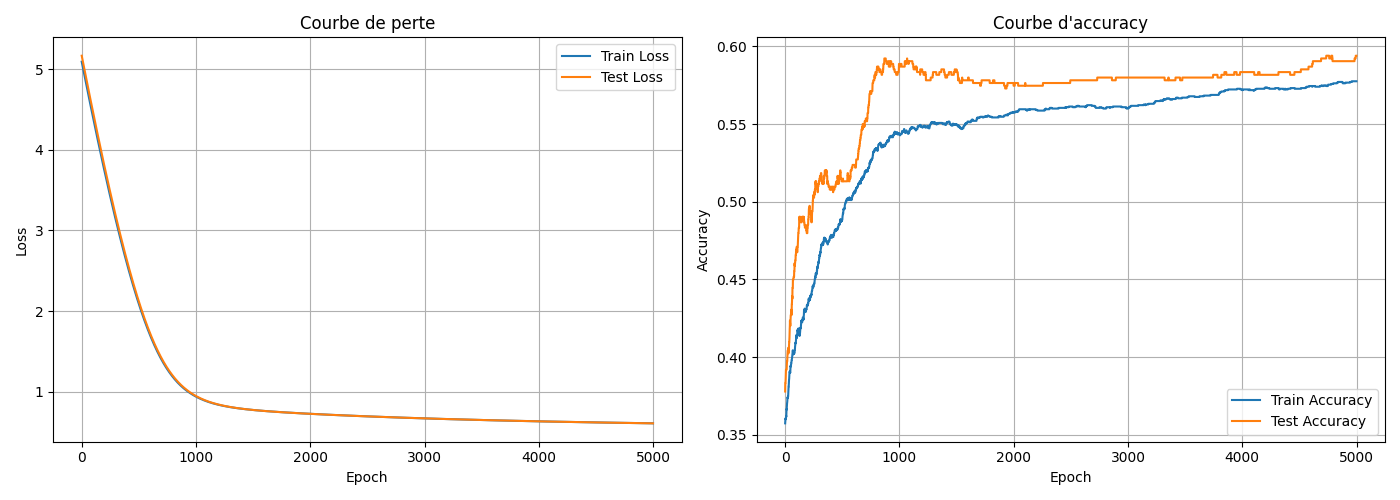 Courbe de perte
5
4
3
2
1
Loss
0
1000
2000
3000
4000
5000
Epoch
Train Loss
Test Loss
Courbe d'accuracy
0.60
0.55
0.50
0.45
0.40
0.35
Accuracy
0
1000
2000
3000
4000
5000
Epoch
Train Accuracy
Test Accuracy